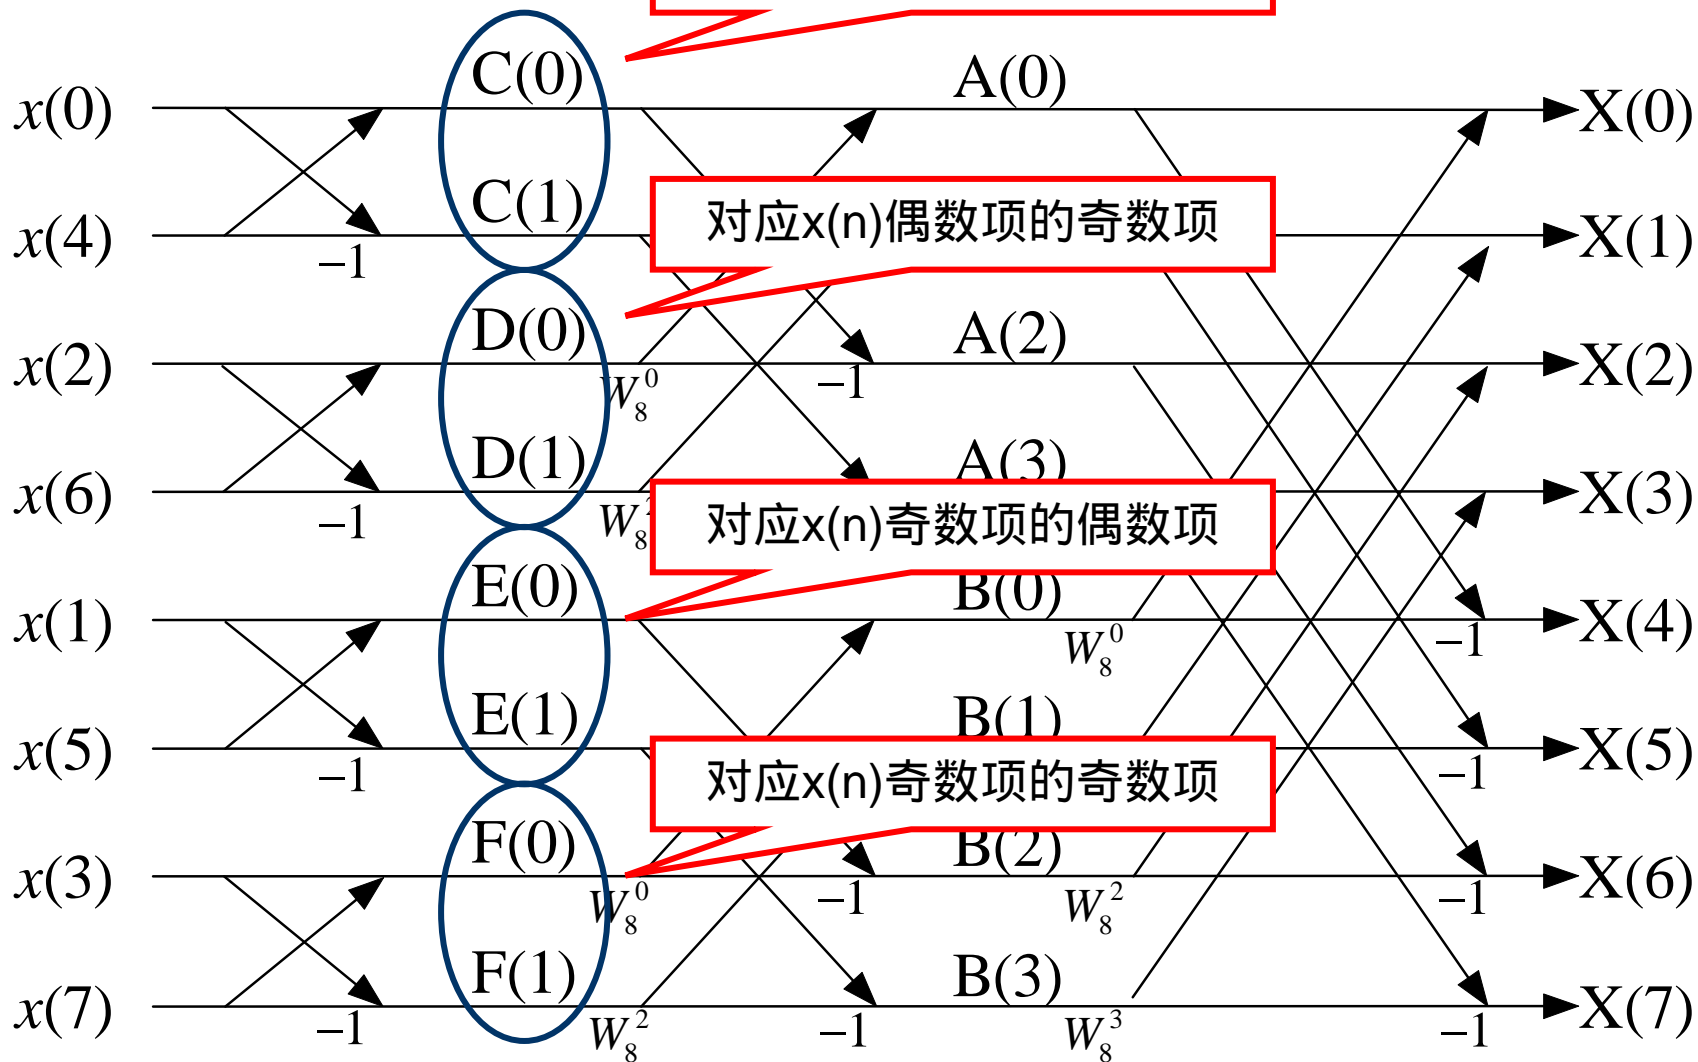 C(0) A(0)
x(0) X(0)
C(1)
对应x(n)偶数项的奇数项
x(4) −1 X(1)
D(0) A(2)
x(2) W₈⁰ −1 X(2)
D(1) A(3)
x(6) −1 W₈² X(3)
对应x(n)奇数项的偶数项
E(0) B(0)
x(1) W₈⁰ −1 X(4)
E(1) B(1)
x(5) −1 −1 X(5)
对应x(n)奇数项的奇数项
F(0) B(2)
x(3) W₈⁰ −1 W₈² −1 X(6)
F(1) B(3)
x(7) −1 W₈² −1 W₈³ −1 X(7)